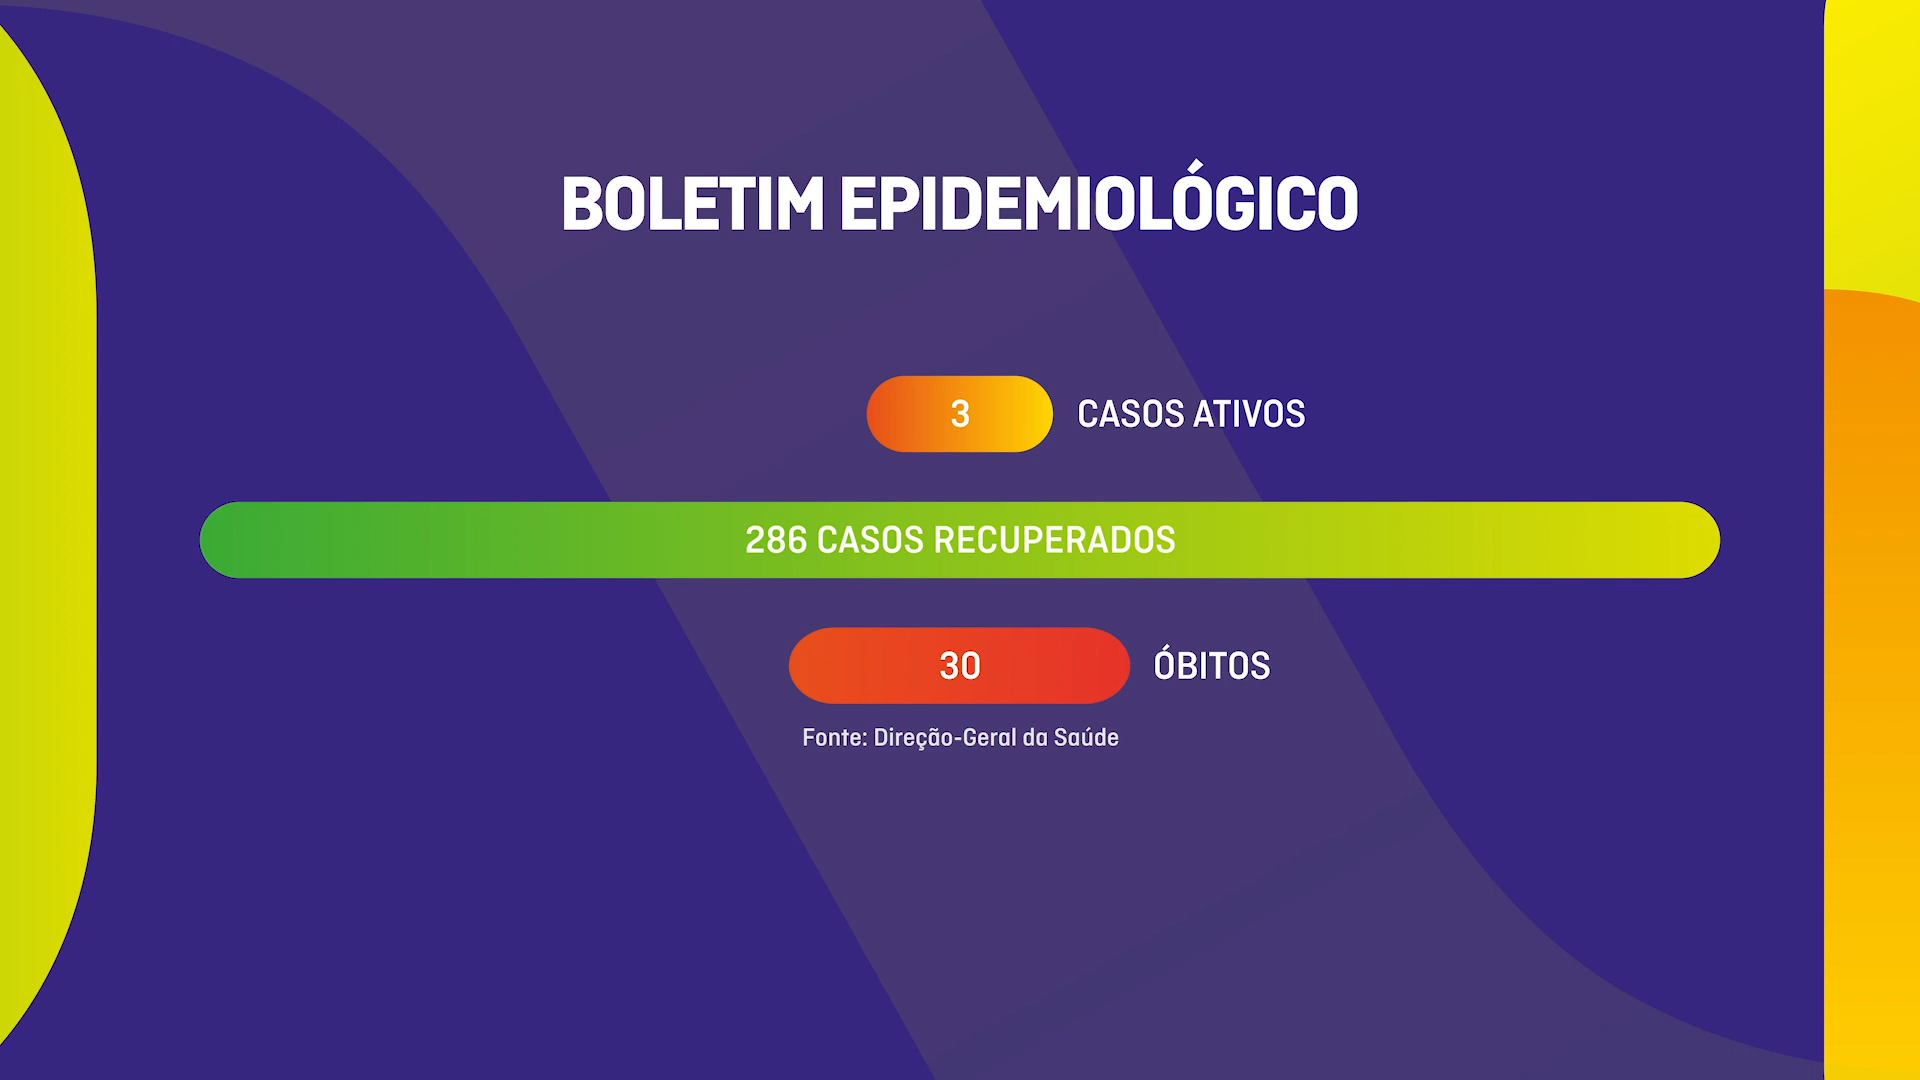 BOLETIM EPIDEMIOLÓGICO
3 CASOS ATIVOS
286 CASOS RECUPERADOS
30 ÓBITOS
Fonte: Direção-Geral da Saúde